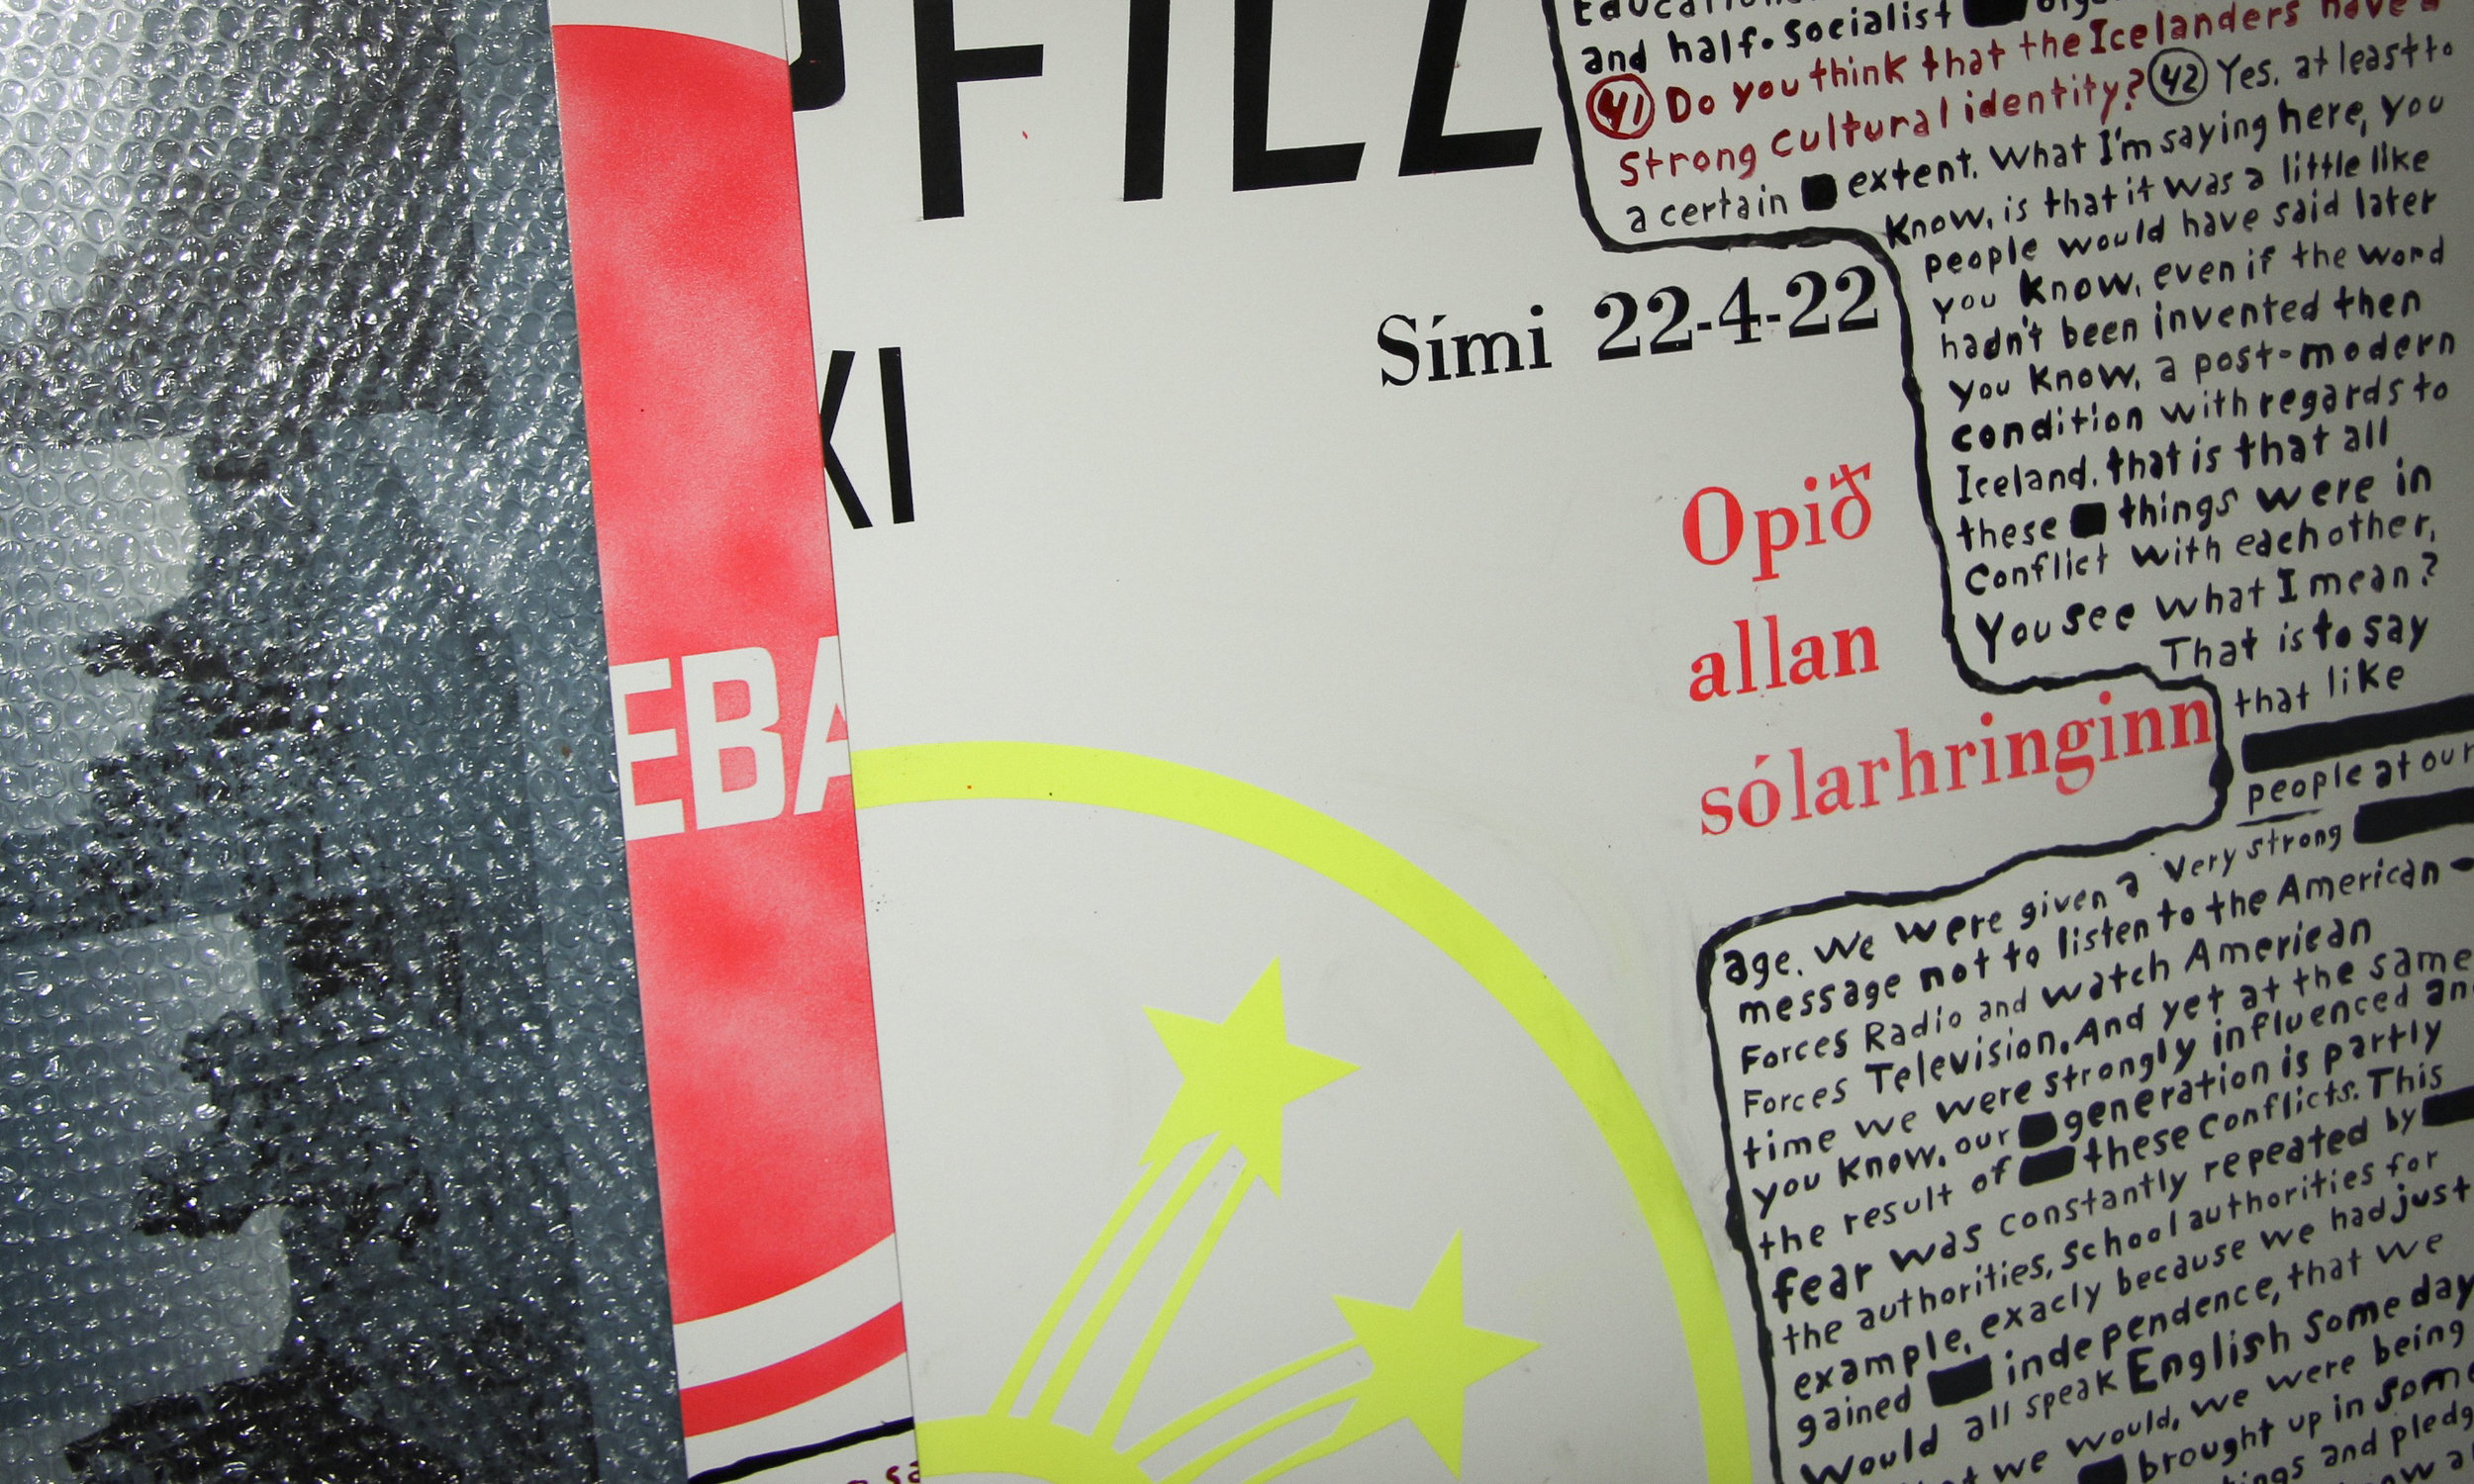 PFILZ
KI
EBA
Sími 22-4-22
Opið
allan
sólarhringinn
and half-Socialist
41 Do you think that the Icelanders have a
Strong Cultural identity? 42 Yes, at least to
a certain extent. What I'm saying here, you
Know, is that it was a little like
people would have said later
you Know, even if the word
hadn't been invented then
you Know, a post-modern
condition with regards to
Iceland. that is that all
these things were in
Conflict with each other,
You see what I mean?
That is to say
that like
people at our
age. We were given a very strong
message not to listen to the American-
Forces Radio and watch American
Forces Television. And yet at the same
time we were strongly influenced an
you Know, our generation is partly
the result of these conflicts. This
fear was constantly repeated by
the authorities, School authorities for
example, exacly because we had just
gained independence, that we
Would all speak English Someday
we would, we were being
brought up in Some
and pledg